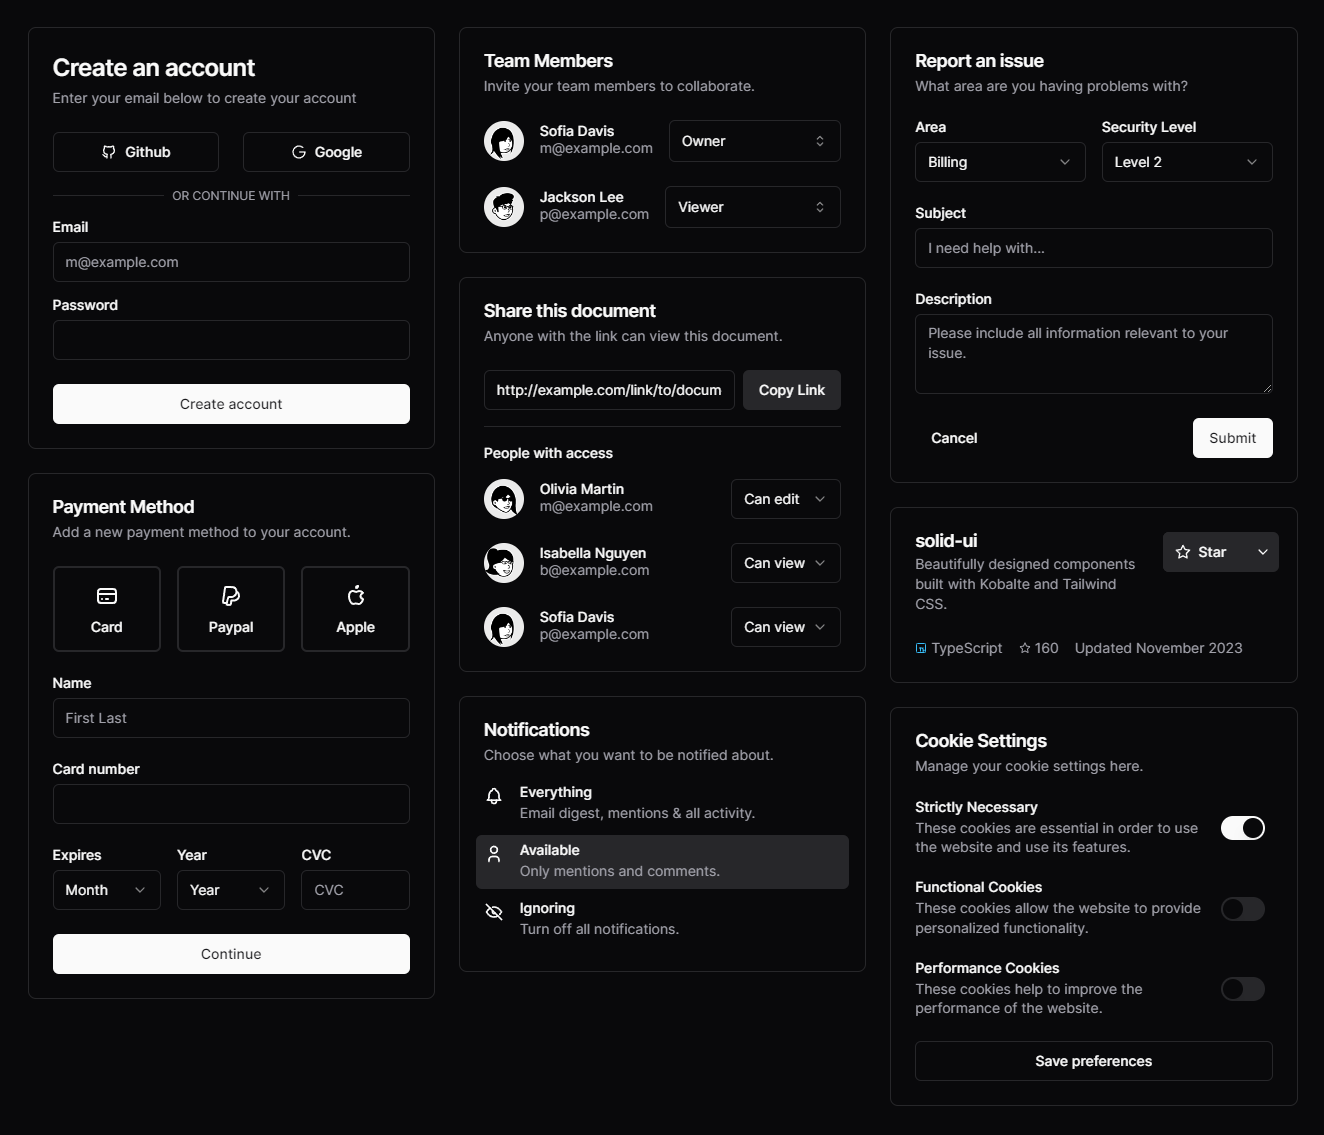 Create an account
Enter your email below to create your account
Github
Google
OR CONTINUE WITH
Email
m@example.com
Password
Create account
Payment Method
Add a new payment method to your account.
Card
Paypal
Apple
Name
First Last
Card number
Expires
Year
CVC
Month
Year
CVC
Continue
Team Members
Invite your team members to collaborate.
Sofia Davis
m@example.com
Owner
Jackson Lee
p@example.com
Viewer
Share this document
Anyone with the link can view this document.
http://example.com/link/to/docum
Copy Link
People with access
Olivia Martin
m@example.com
Can edit
Isabella Nguyen
b@example.com
Can view
Sofia Davis
p@example.com
Can view
Notifications
Choose what you want to be notified about.
Everything
Email digest, mentions & all activity.
Available
Only mentions and comments.
Ignoring
Turn off all notifications.
Report an issue
What area are you having problems with?
Area
Security Level
Billing
Level 2
Subject
I need help with...
Description
Please include all information relevant to your
issue.
Cancel
Submit
solid-ui
Beautifully designed components
built with Kobalte and Tailwind
CSS.
Star
TypeScript
160
Updated November 2023
Cookie Settings
Manage your cookie settings here.
Strictly Necessary
These cookies are essential in order to use
the website and use its features.
Functional Cookies
These cookies allow the website to provide
personalized functionality.
Performance Cookies
These cookies help to improve the
performance of the website.
Save preferences